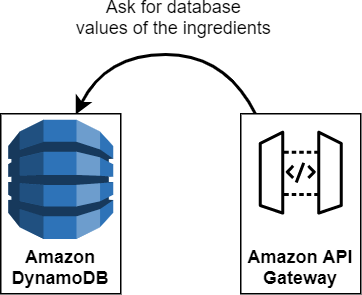 Ask for database
values of the ingredients
</>
Amazon
DynamoDB
Amazon API
Gateway